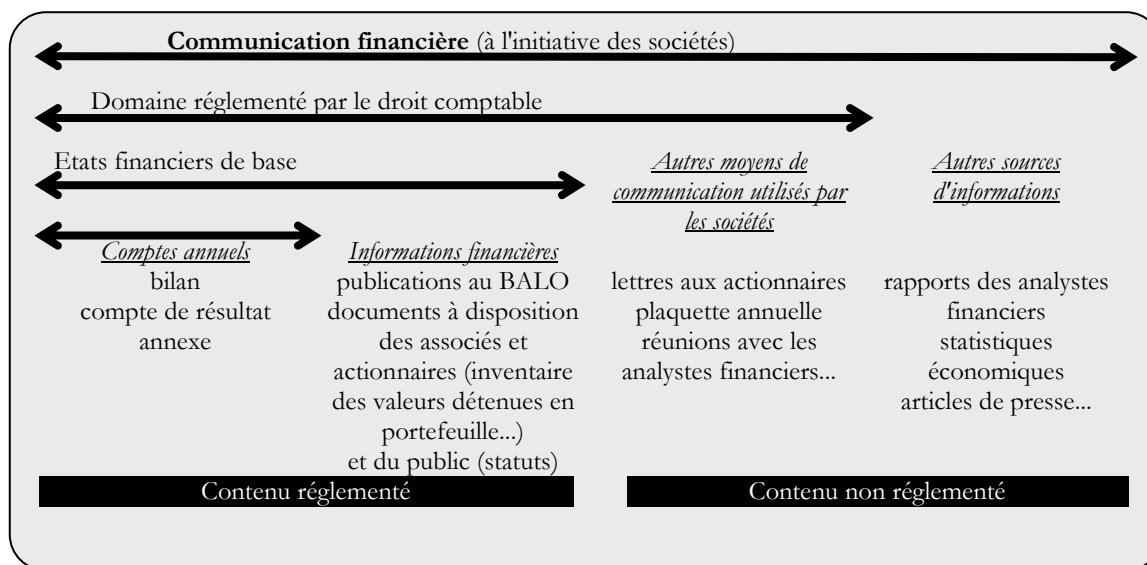 Communication financière (à l'initiative des sociétés)
Domaine réglementé par le droit comptable
Etats financiers de base
Comptes annuels
bilan
compte de résultat
annexe
Informations financières
publications au BALO
documents à disposition
des associés et
actionnaires (inventaire
des valeurs détenues en
portefeuille...)
et du public (statuts)
Autres moyens de
communication utilisés par
les sociétés
lettres aux actionnaires
plaquette annuelle
réunions avec les
analystes financiers...
Autres sources
d'informations
rapports des analystes
financiers
statistiques
économiques
articles de presse...
Contenu réglementé
Contenu non réglementé